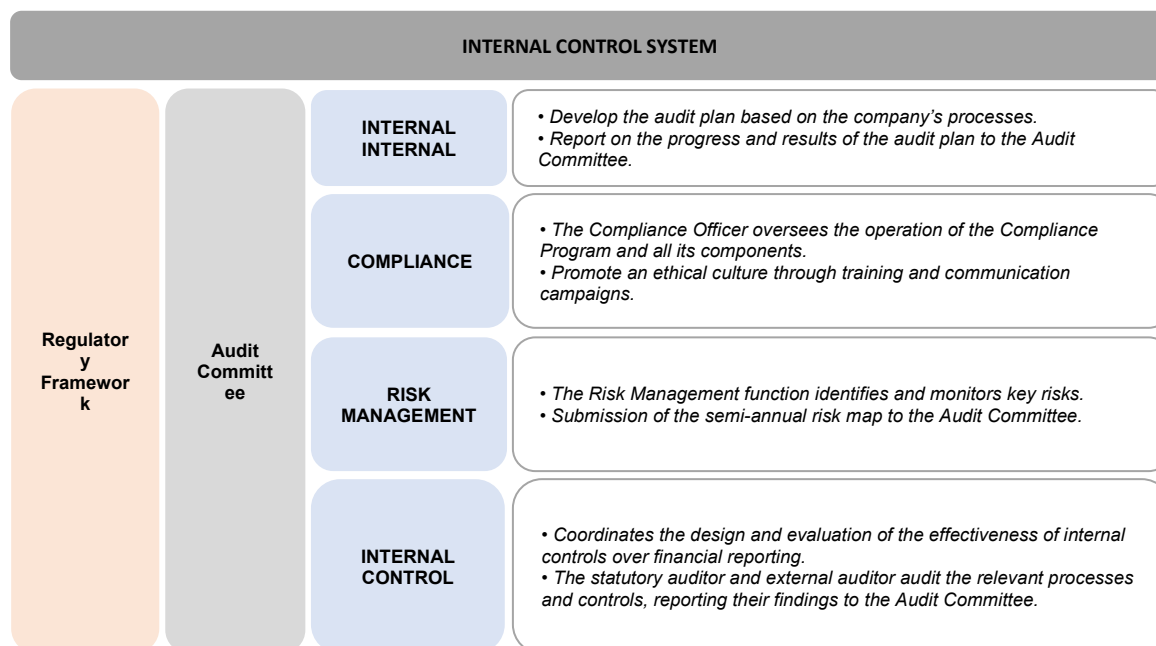 INTERNAL CONTROL SYSTEM
Regulator
y
Framewor
k
Audit
Committ
ee
INTERNAL
INTERNAL
• Develop the audit plan based on the company’s processes.
• Report on the progress and results of the audit plan to the Audit
Committee.
COMPLIANCE
• The Compliance Officer oversees the operation of the Compliance
Program and all its components.
• Promote an ethical culture through training and communication
campaigns.
RISK
MANAGEMENT
• The Risk Management function identifies and monitors key risks.
• Submission of the semi-annual risk map to the Audit Committee.
INTERNAL
CONTROL
• Coordinates the design and evaluation of the effectiveness of internal
controls over financial reporting.
• The statutory auditor and external auditor audit the relevant processes
and controls, reporting their findings to the Audit Committee.